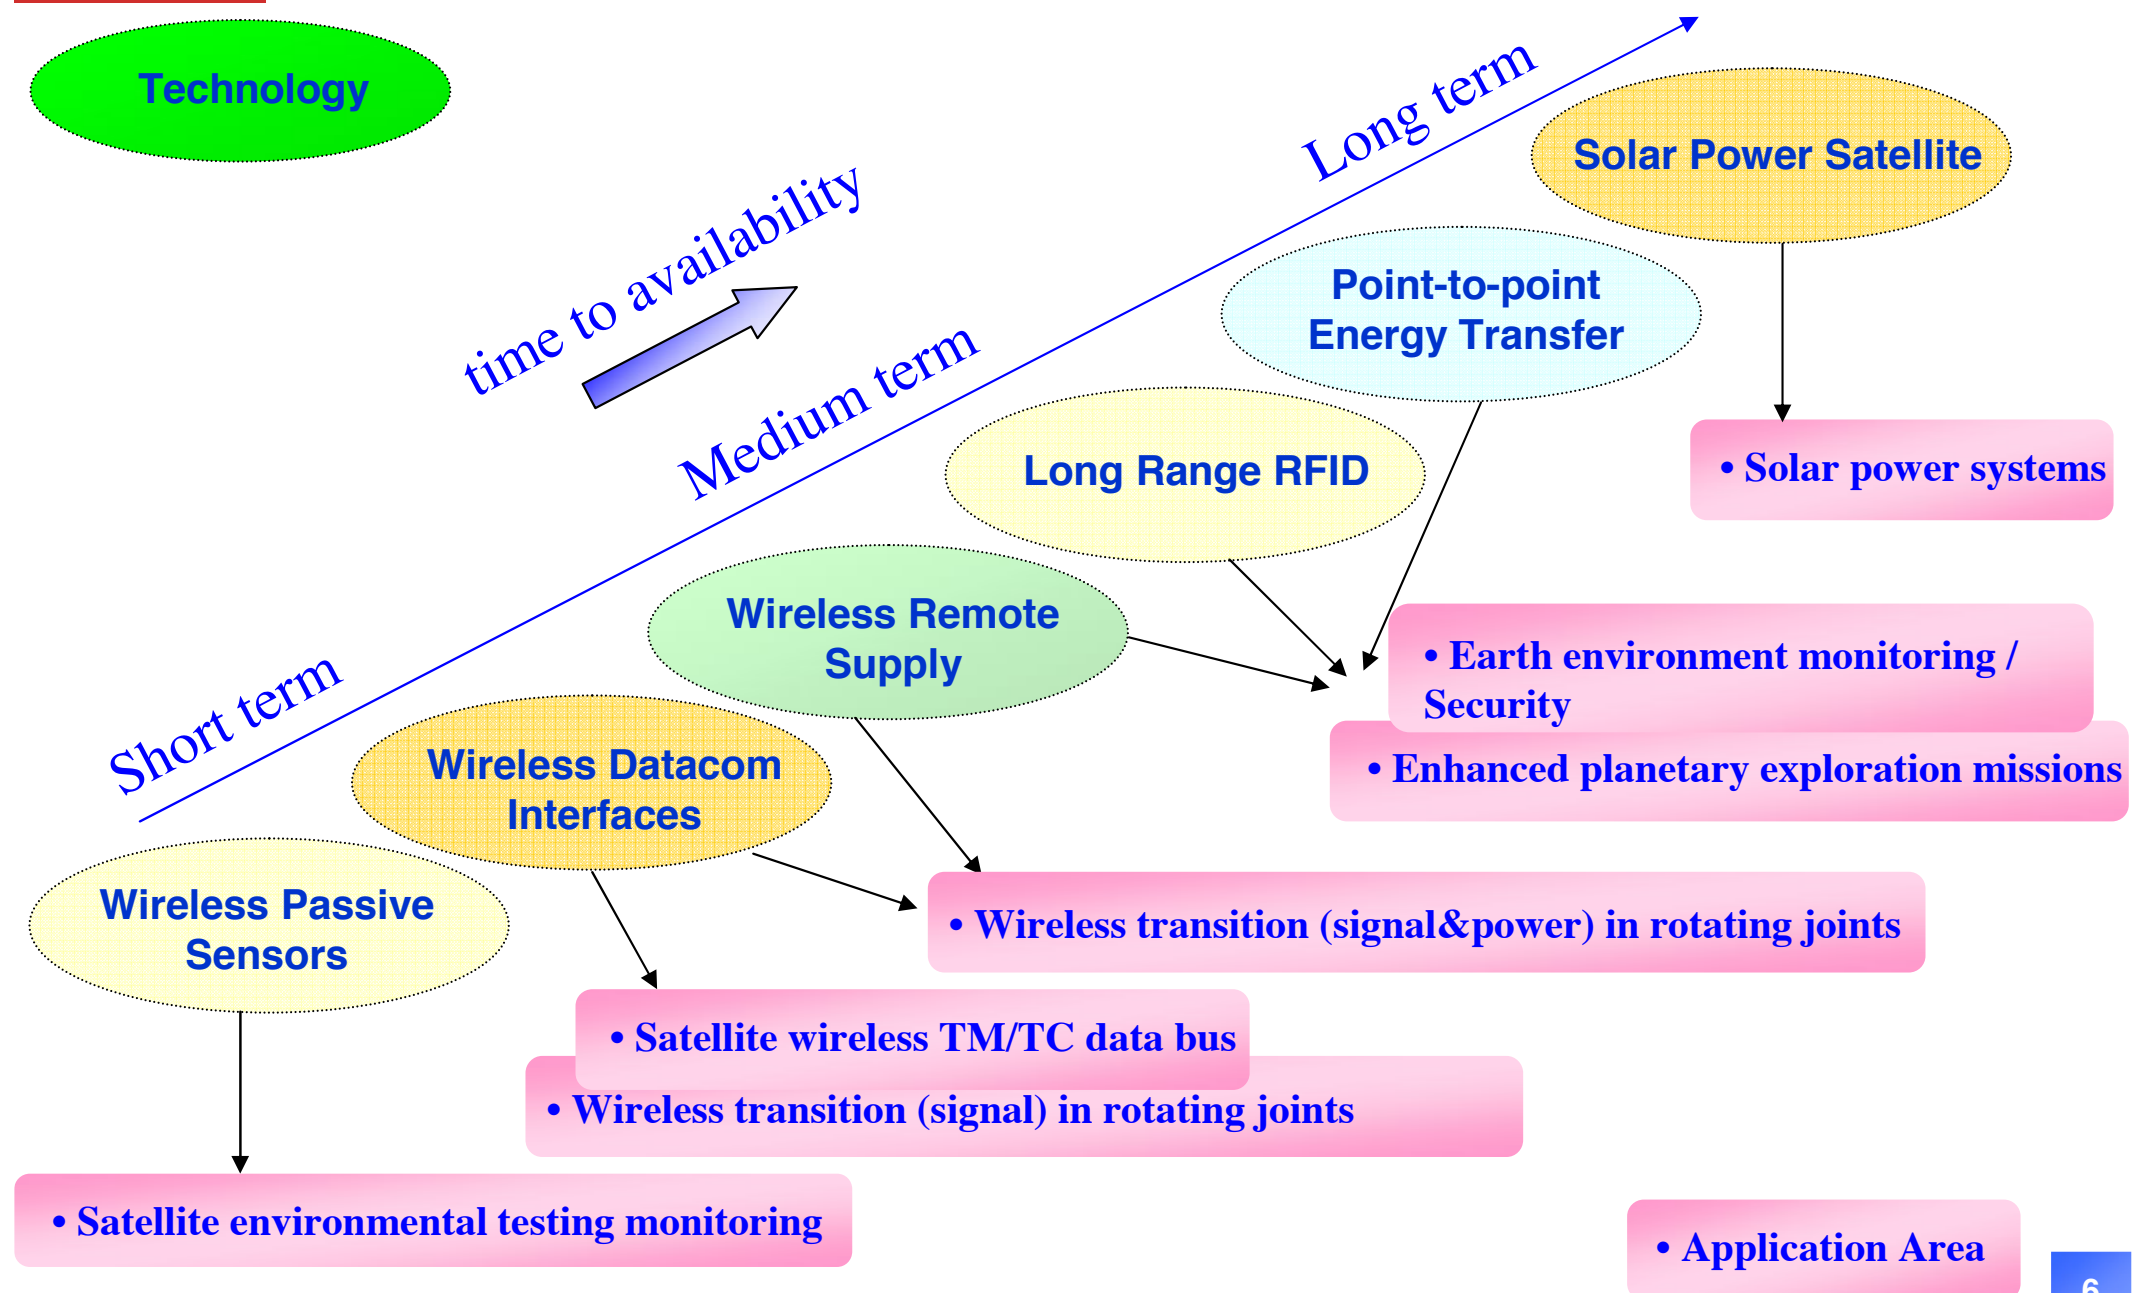 Technology
time to availability
Long term
Medium term
Short term
Solar Power Satellite
Point-to-point
Energy Transfer
Long Range RFID
• Solar power systems
Wireless Remote
Supply
• Earth environment monitoring /
Security
• Enhanced planetary exploration missions
Wireless Datacom
Interfaces
Wireless Passive
Sensors
• Wireless transition (signal&power) in rotating joints
• Satellite wireless TM/TC data bus
• Wireless transition (signal) in rotating joints
• Satellite environmental testing monitoring
• Application Area
6